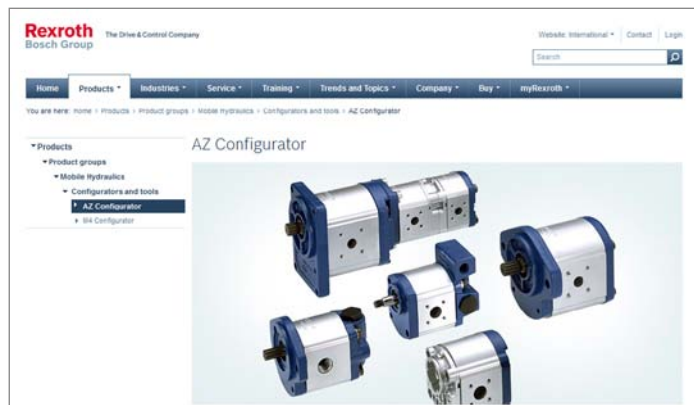 Rexroth
Bosch Group
The Drive & Control Company
Website: International
Contact
Login
Search
Home
Products
Industries
Service
Training
Trends and Topics
Company
Buy
myRexroth
You are here: Home > Products > Product groups > Mobile Hydraulics > Configurators and tools > AZ Configurator
Products
Product groups
Mobile Hydraulics
Configurators and tools
AZ Configurator
M4 Configurator
AZ Configurator